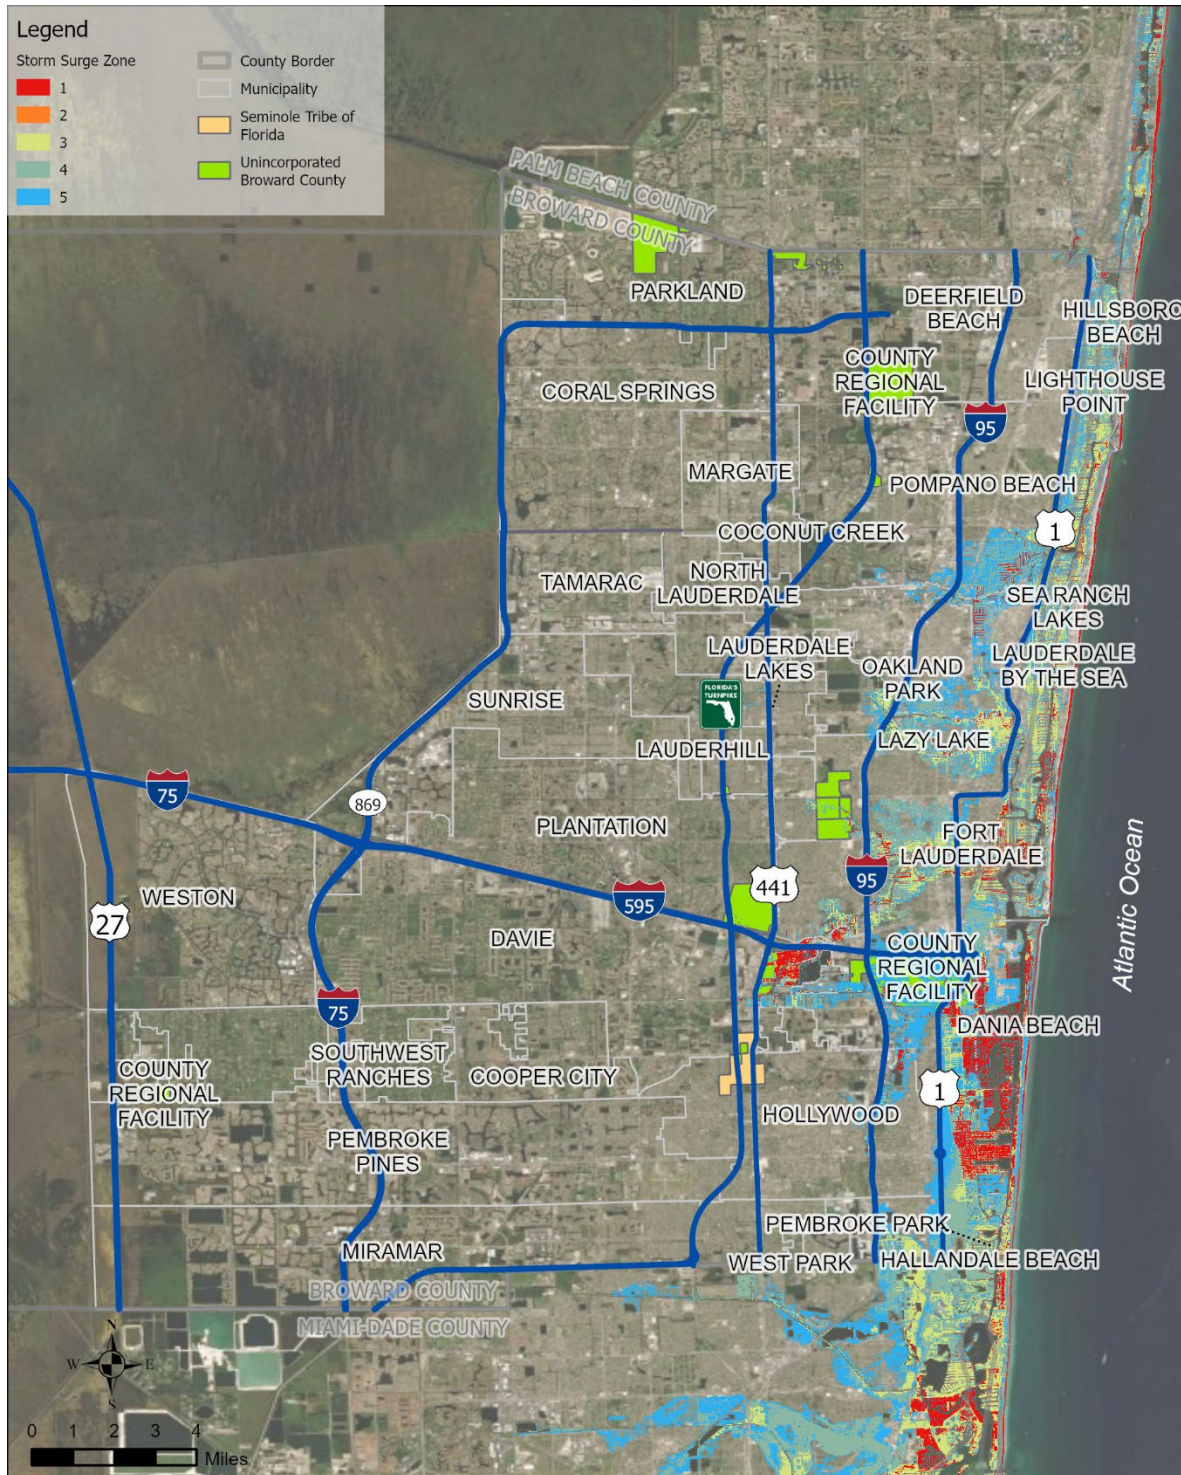 Legend
Storm Surge Zone
1
2
3
4
5
County Border
Municipality
Seminole Tribe of
Florida
Unincorporated
Broward County
PALM BEACH COUNTY
BROWARD COUNTY
PARKLAND
DEERFIELD
BEACH
HILLSBORO
BEACH
COUNTY
REGIONAL
FACILITY
LIGHTHOUSE
POINT
CORAL SPRINGS
95
MARGATE
POMPANO BEACH
COCONUT CREEK
1
TAMARAC
NORTH
LAUDERDALE
SEA RANCH
LAKES
LAUDERDALE
LAKES
OAKLAND
PARK
LAUDERDALE
BY THE SEA
SUNRISE
FLORIDA'S
TURNPIKE
LAUDERHILL
LAZY LAKE
75
869
PLANTATION
FORT
LAUDERDALE
WESTON
27
595
441
95
Atlantic Ocean
DAVIE
COUNTY
REGIONAL
FACILITY
75
DANIA BEACH
COUNTY
REGIONAL
FACILITY
SOUTHWEST
RANCHES
COOPER CITY
1
HOLLYWOOD
PEMBROKE
PINES
PEMBROKE PARK
MIRAMAR
WEST PARK
HALLANDALE BEACH
BROWARD COUNTY
MIAMI-DADE COUNTY
N
W
E
S
0 1 2 3 4
Miles